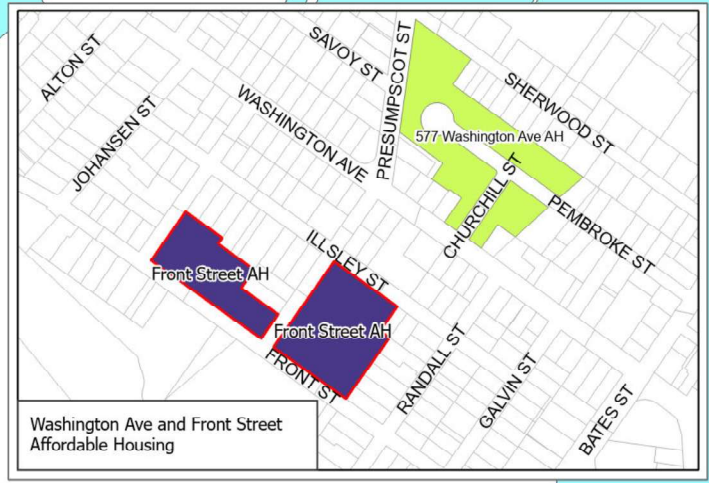 SAVOY ST
ALTON ST
SHERWOOD ST
PRESUMPSCOT ST
WASHINGTON AVE
JOHANSEN ST
577 Washington Ave AH
CHURCHILL ST
PEMBROKE ST
ILLSLEY ST
Front Street AH
Front Street AH
FRONT ST
RANDALL ST
GALVIN ST
BATES ST
Washington Ave and Front Street
Affordable Housing